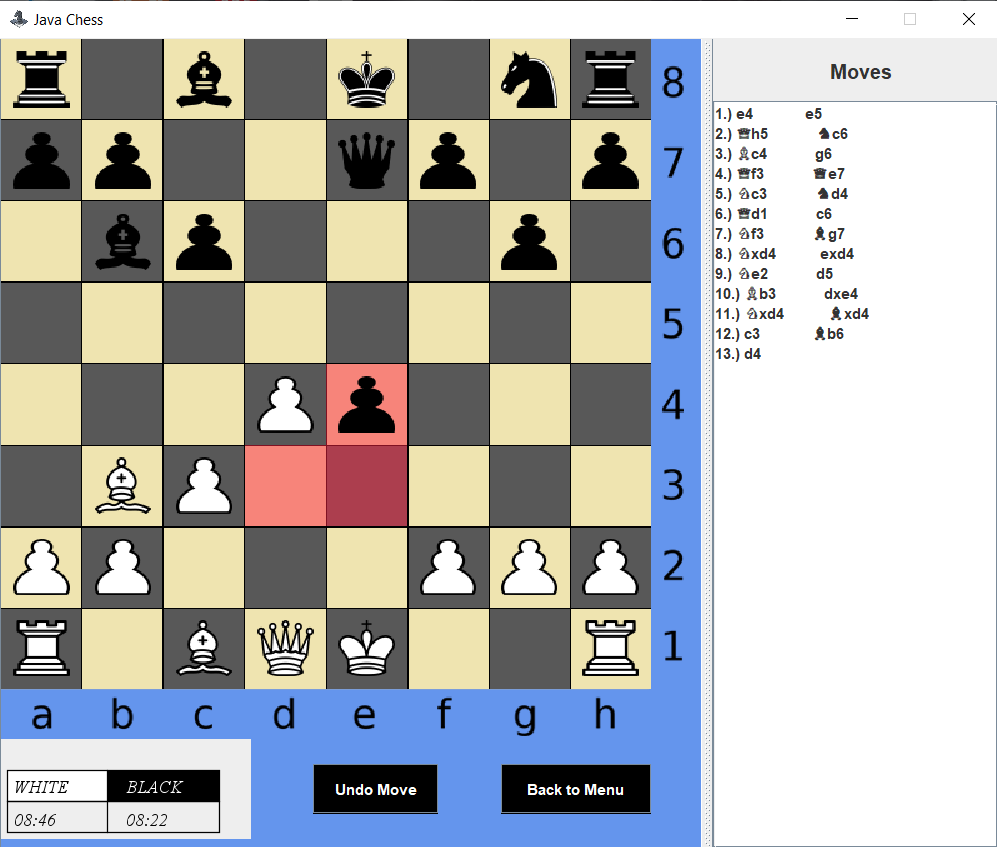 Java Chess
8
7
6
5
4
3
2
1
a b c d e f g h
WHITE BLACK
08:46 08:22
Undo Move
Back to Menu
Moves
1.) e4 e5
2.) ♕h5 ♞c6
3.) ♗c4 g6
4.) ♕f3 ♛e7
5.) ♘c3 ♞d4
6.) ♕d1 c6
7.) ♘f3 ♝g7
8.) ♘xd4 exd4
9.) ♘e2 d5
10.) ♗b3 dxe4
11.) ♘xd4 ♝xd4
12.) c3 ♝b6
13.) d4